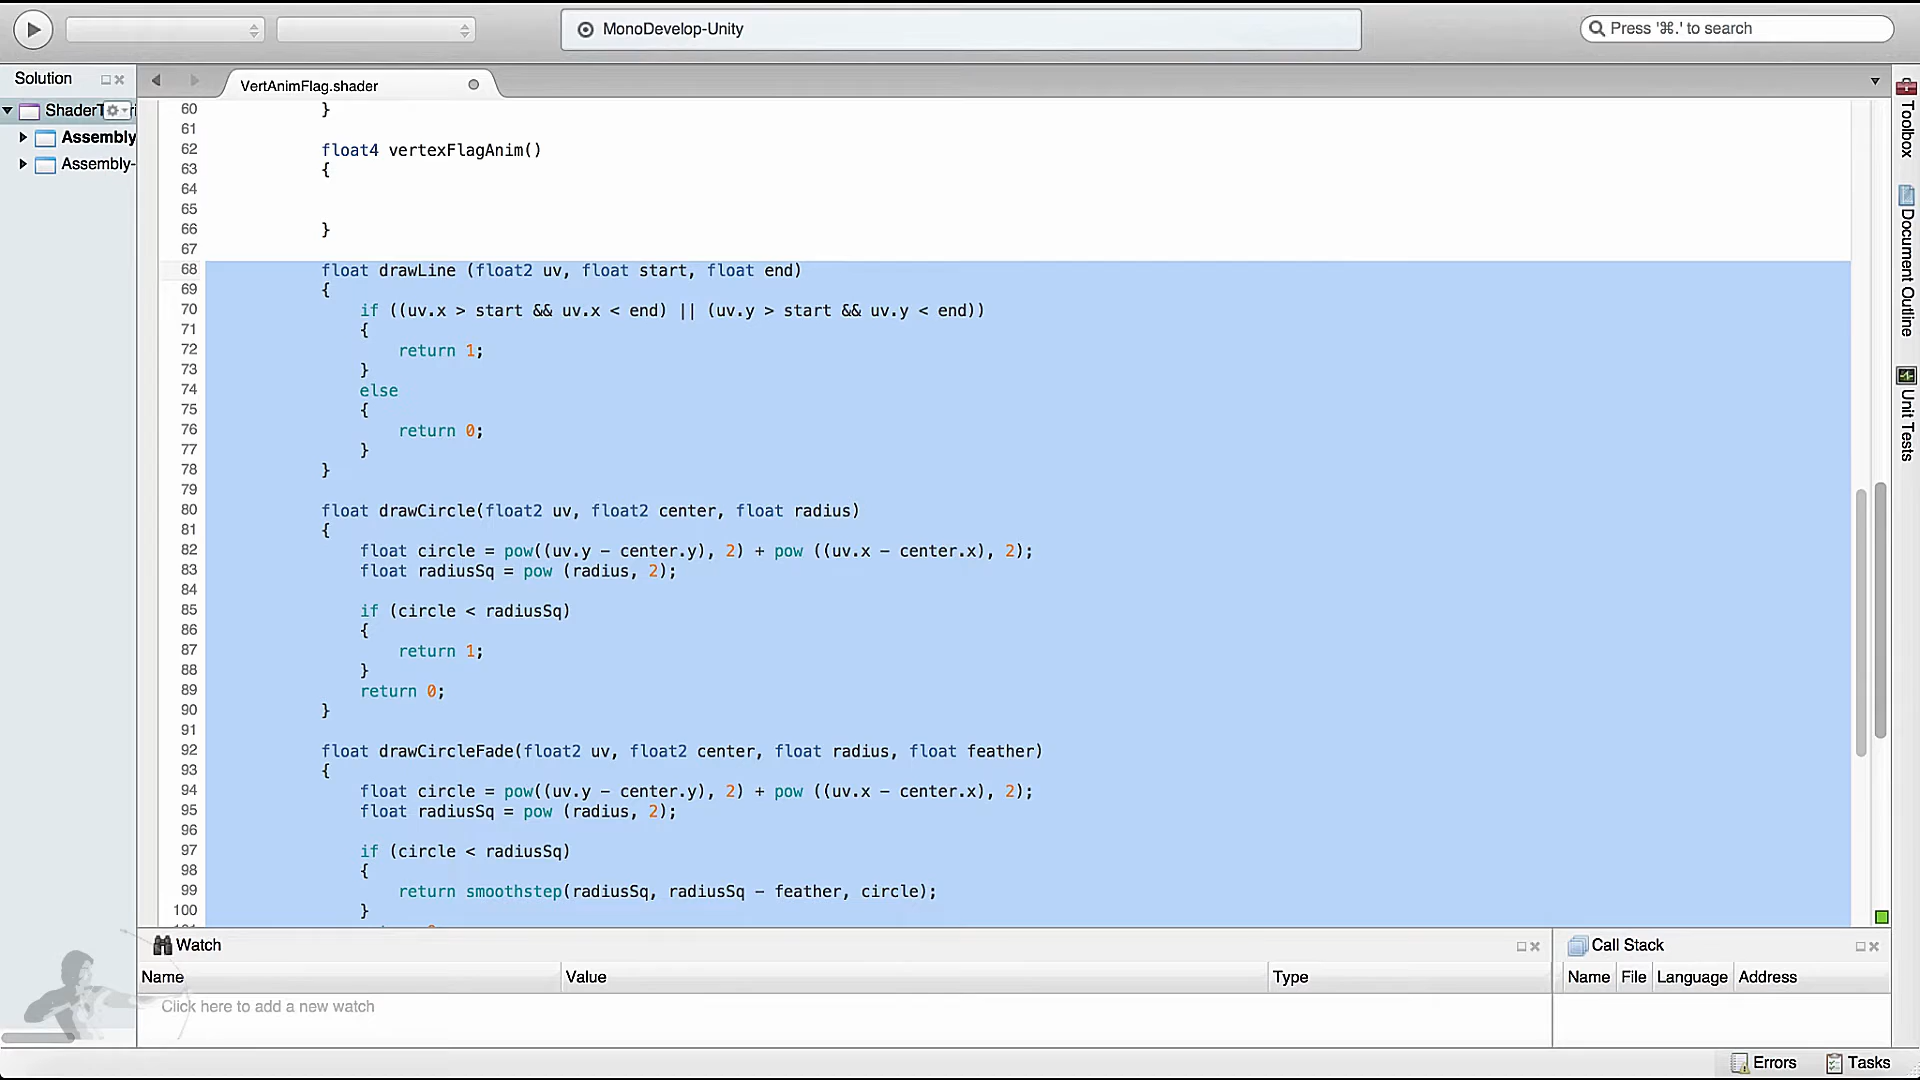 MonoDevelop-Unity
Press '⌘.' to search
Solution
VertAnimFlag.shader
Assembly
Assembly-
60 }
61
62 float4 vertexFlagAnim()
63 {
64
65
66 }
67
68 float drawLine (float2 uv, float start, float end)
69 {
70 if ((uv.x > start && uv.x < end) || (uv.y > start && uv.y < end))
71 {
72 return 1;
73 }
74 else
75 {
76 return 0;
77 }
78 }
79
80 float drawCircle(float2 uv, float2 center, float radius)
81 {
82 float circle = pow((uv.y - center.y), 2) + pow ((uv.x - center.x), 2);
83 float radiusSq = pow (radius, 2);
84
85 if (circle < radiusSq)
86 {
87 return 1;
88 }
89 return 0;
90 }
91
92 float drawCircleFade(float2 uv, float2 center, float radius, float feather)
93 {
94 float circle = pow((uv.y - center.y), 2) + pow ((uv.x - center.x), 2);
95 float radiusSq = pow (radius, 2);
96
97 if (circle < radiusSq)
98 {
99 return smoothstep(radiusSq, radiusSq - feather, circle);
100 }
Toolbox
Document Outline
Unit Tests
Watch
Name Value Type
Click here to add a new watch
Call Stack
Name File Language Address
Errors Tasks